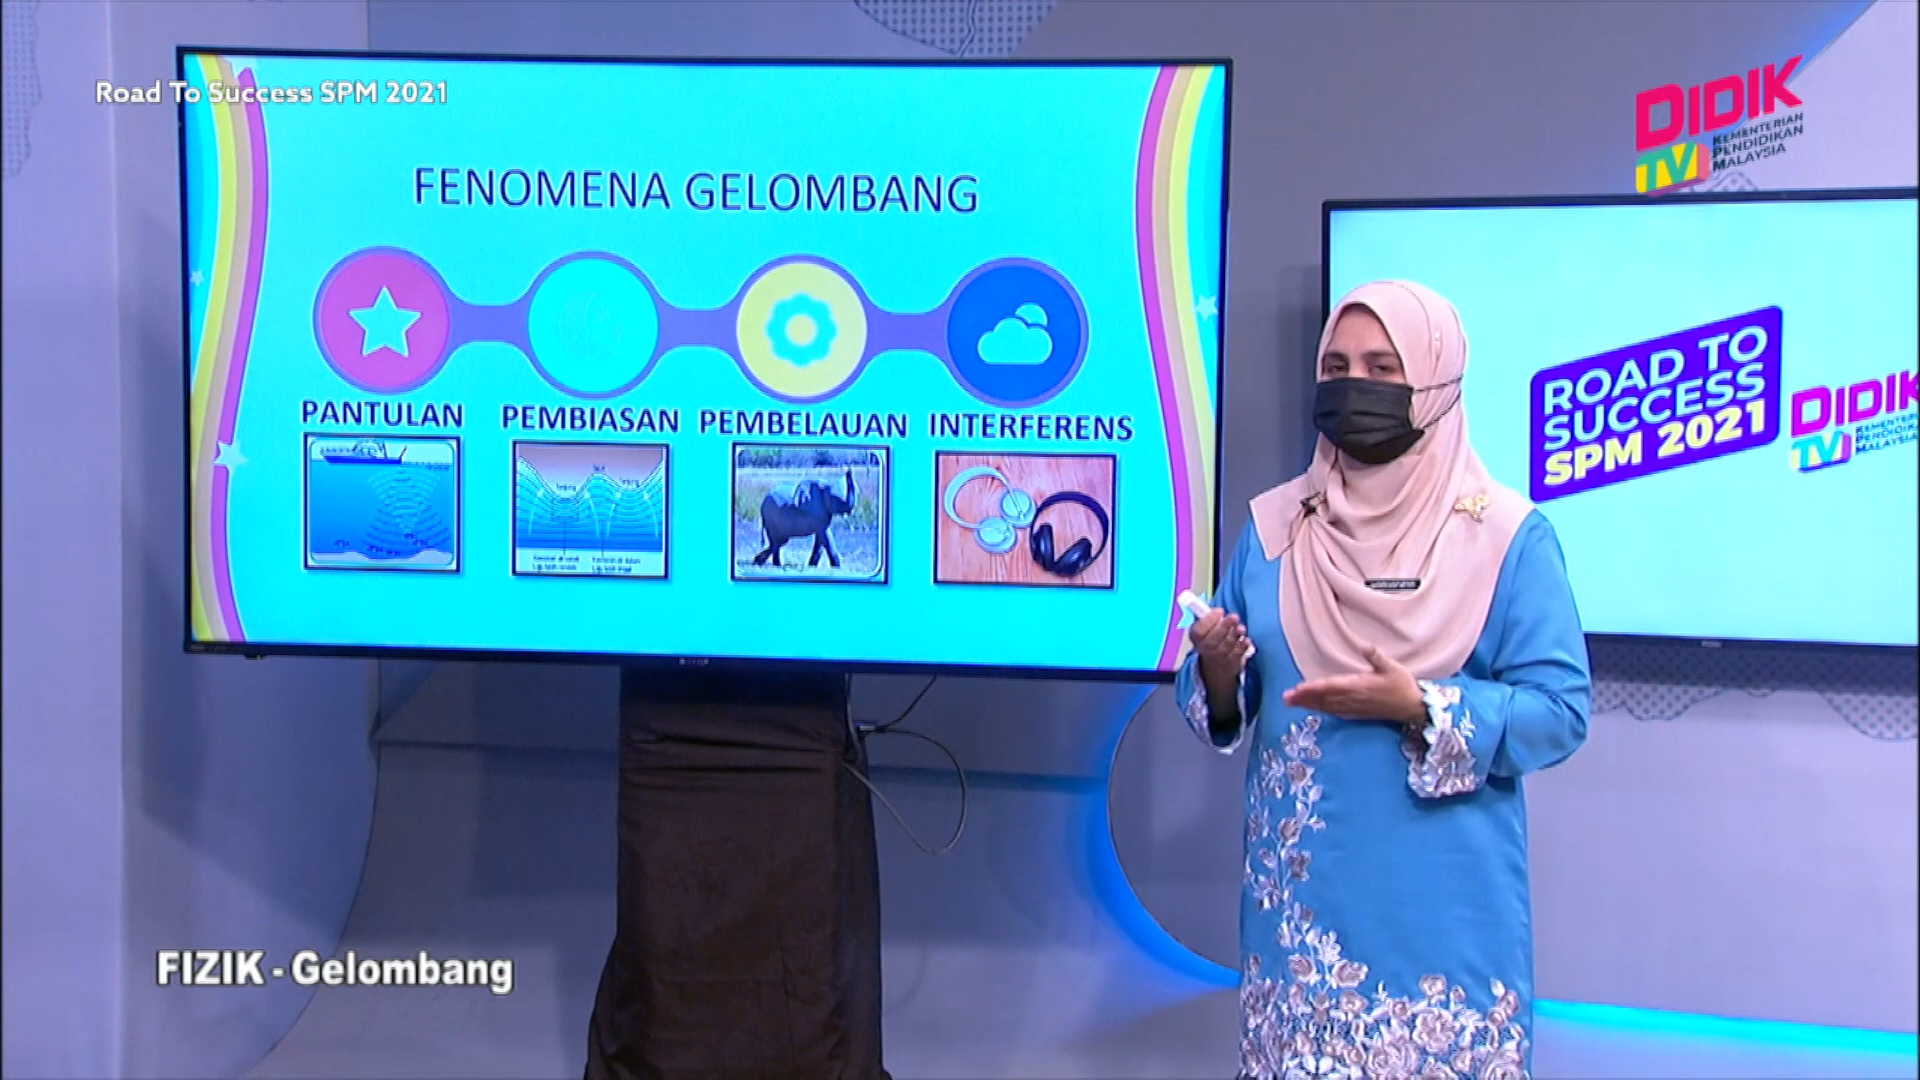 Road To Success SPM 2021
DIDIK
TV
KEMENTERIAN
PENDIDIKAN
MALAYSIA
FENOMENA GELOMBANG
PANTULAN
PEMBIASAN
PEMBELAUAN
INTERFERENS
ROAD TO
SUCCESS
SPM 2021
DIDIK
TV
FIZIK - Gelombang